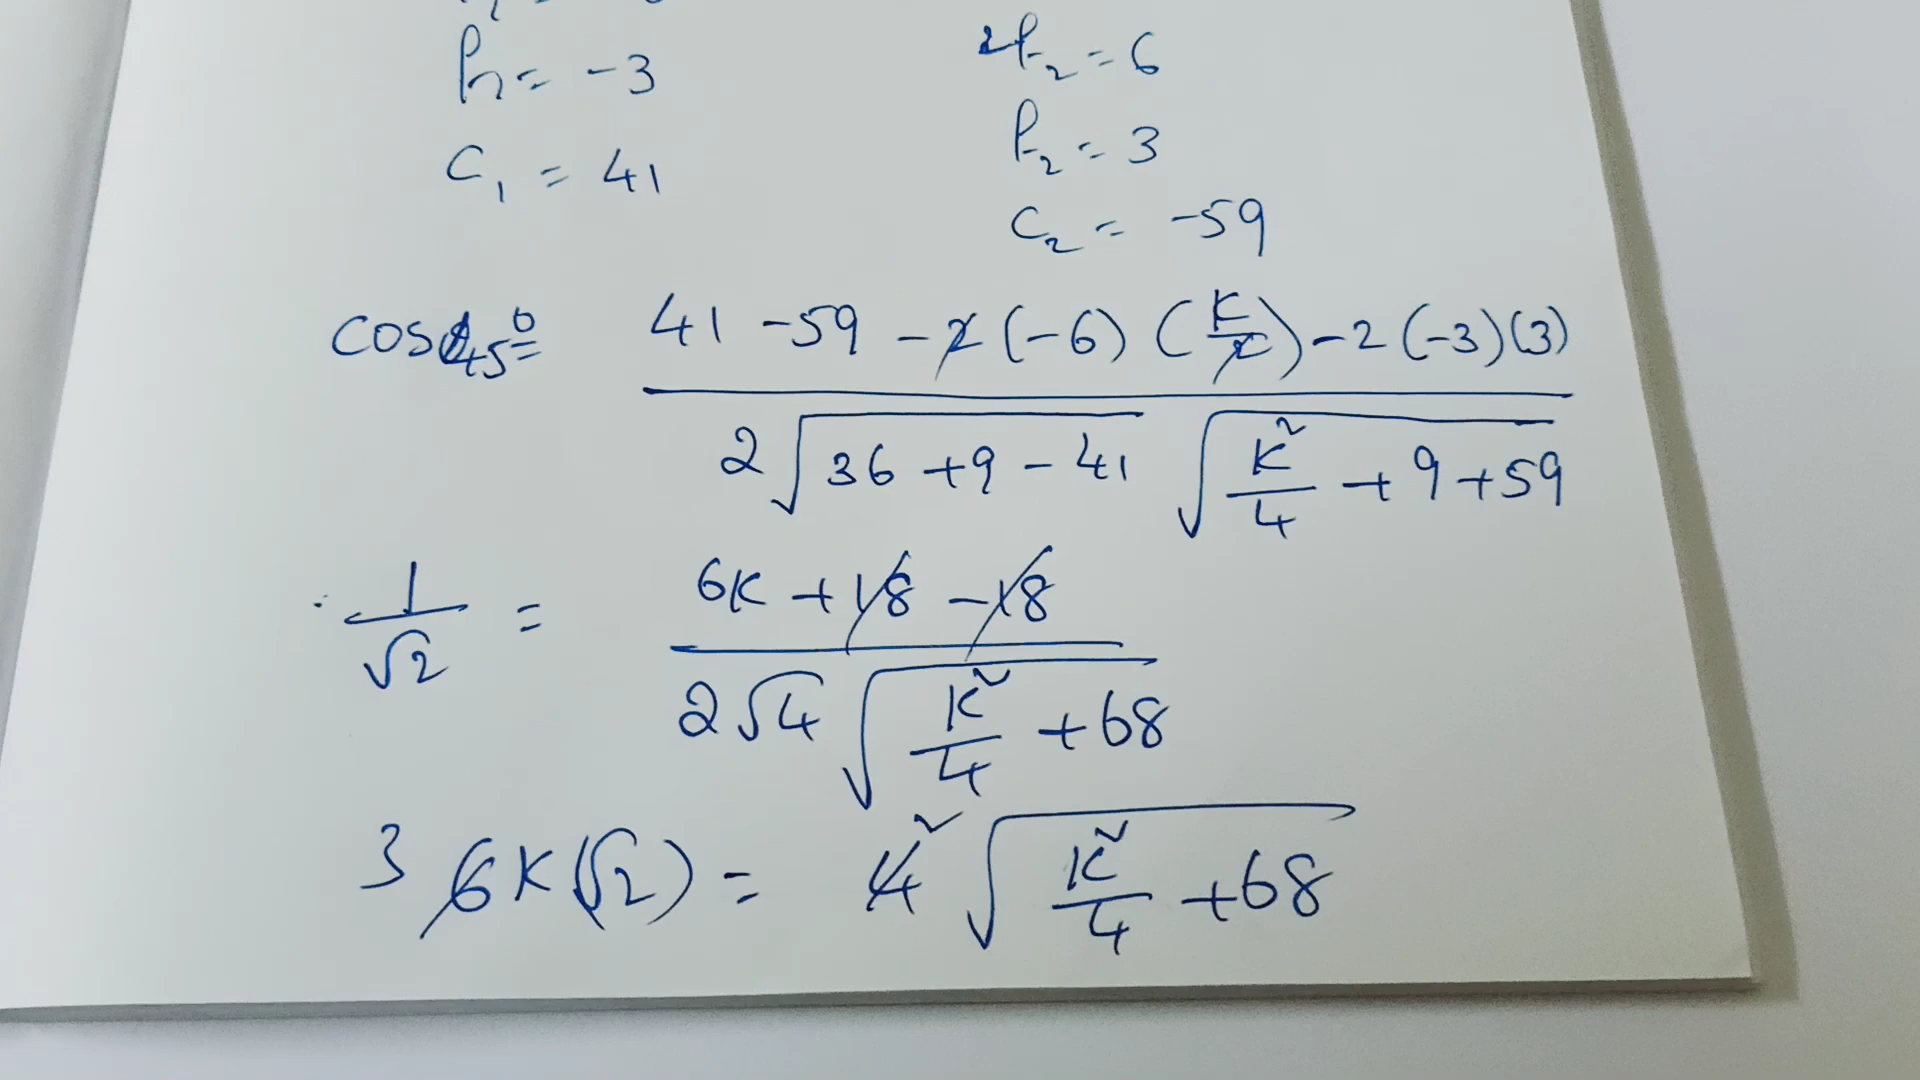 f₁ = -3 2f₂ = 6
C₁ = 41 f₂ = 3
C₂ = -59
cos 45° = (41 - 59 - 2(-6)(K/2) - 2(-3)(3)) / (2√(36 + 9 - 41) √(K²/4 + 9 + 59))
1/√2 = (6K + 18 - 18) / (2√4 √(K²/4 + 68))
3 6K(√2) = 4² √(K²/4 + 68)